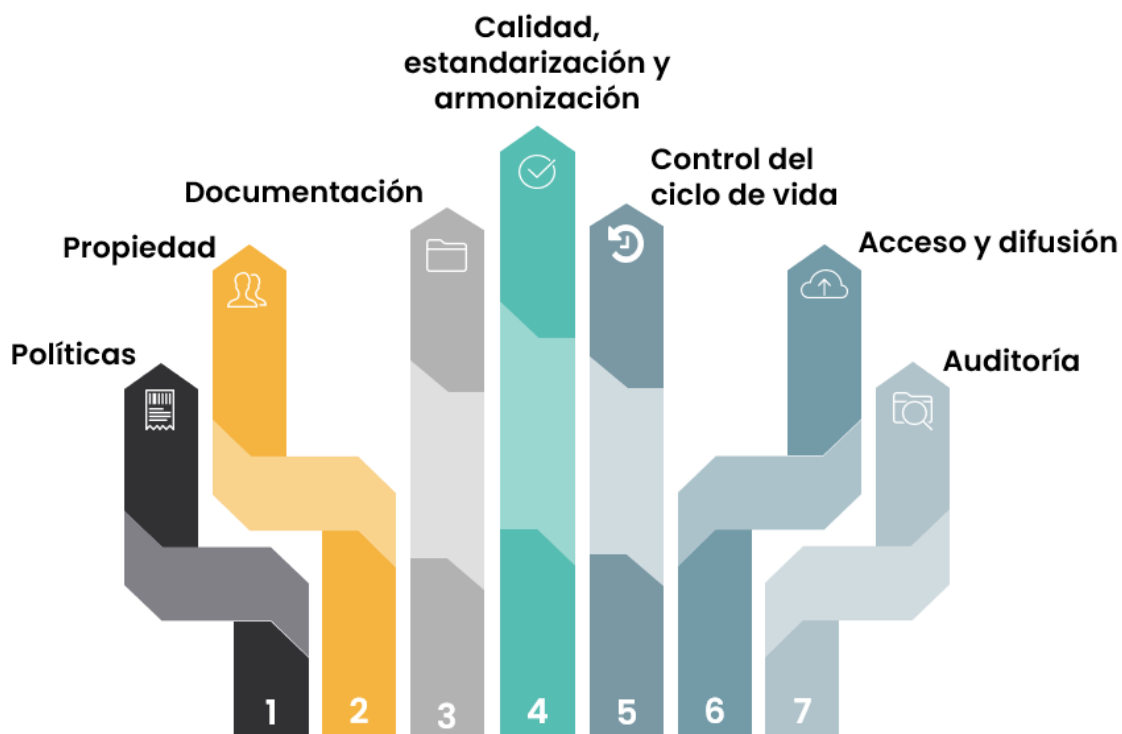 Calidad,
estandarización y
armonización
Control del
ciclo de vida
Documentación
Propiedad
Acceso y difusión
Políticas
Auditoría
1 2 3 4 5 6 7